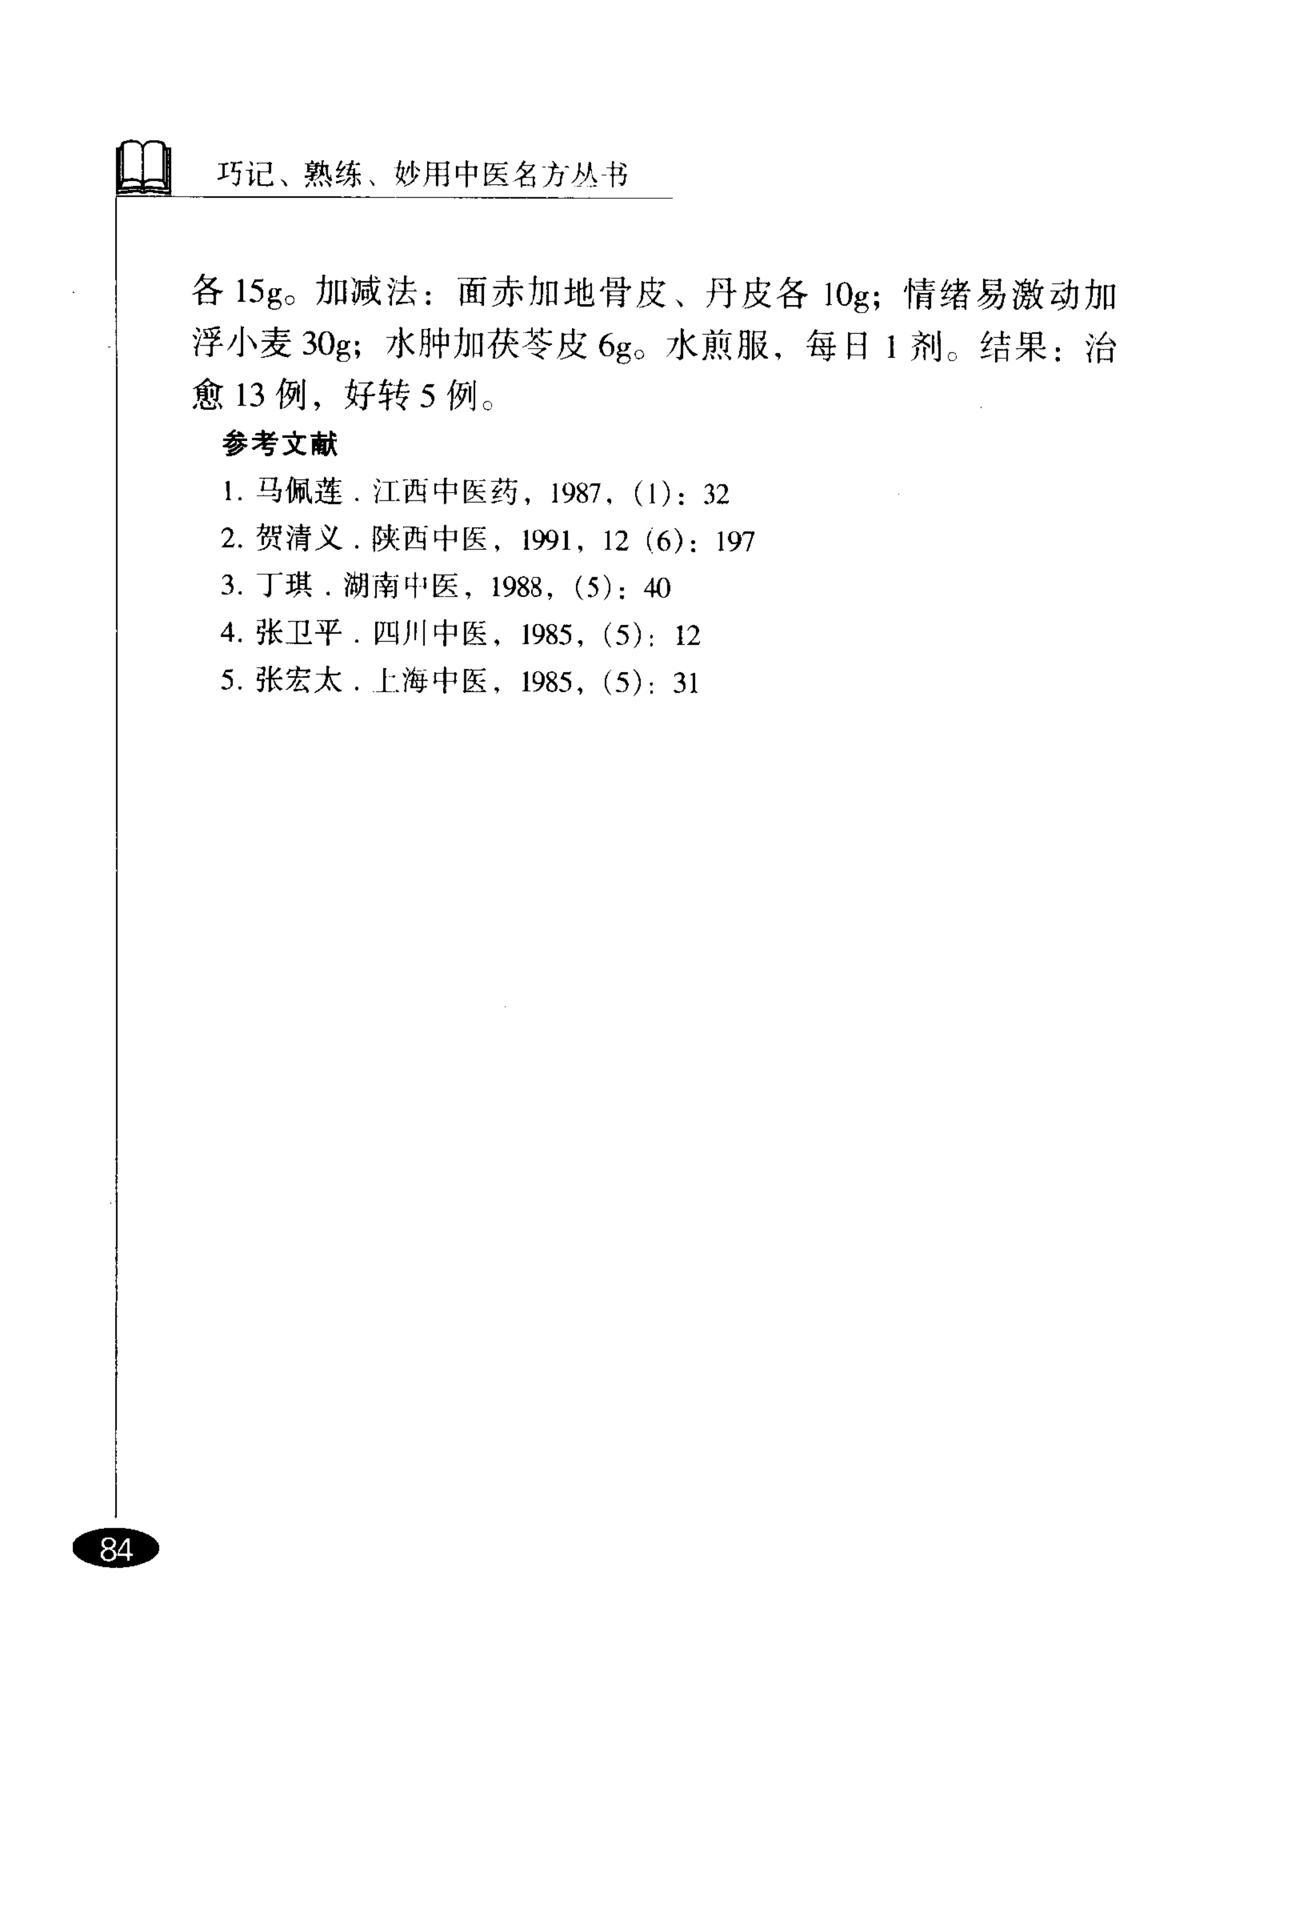 巧记、熟练、妙用中医名方丛书
各 15g。加减法：面赤加地骨皮、丹皮各 10g；情绪易激动加
浮小麦 30g；水肿加茯苓皮 6g。水煎服，每日 1 剂。结果：治
愈 13 例，好转 5 例。
参考文献
1. 马佩莲．江西中医药，1987，(1)：32
2. 贺清义．陕西中医，1991，12 (6)：197
3. 丁琪．湖南中医，1988，(5)：40
4. 张卫平．四川中医，1985，(5)：12
5. 张宏太．上海中医，1985，(5)：31
84